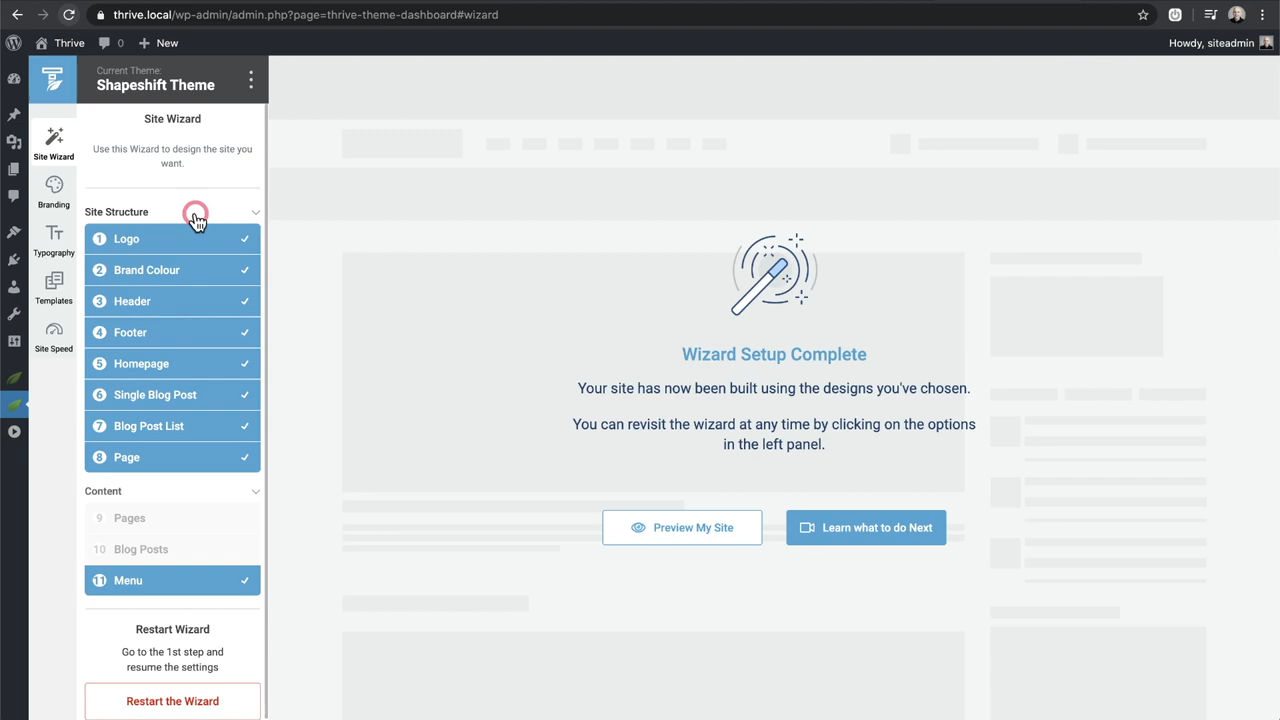 thrive.local/wp-admin/admin.php?page=thrive-theme-dashboard#wizard
Thrive
0
New
Howdy, siteadmin
Current Theme:
Shapeshift Theme
Site Wizard
Branding
Typography
Templates
Site Speed
Site Wizard
Use this Wizard to design the site you
want.
Site Structure
1 Logo
2 Brand Colour
3 Header
4 Footer
5 Homepage
6 Single Blog Post
7 Blog Post List
8 Page
Content
9 Pages
10 Blog Posts
11 Menu
Restart Wizard
Go to the 1st step and
resume the settings
Restart the Wizard
Wizard Setup Complete
Your site has now been built using the designs you've chosen.
You can revisit the wizard at any time by clicking on the options
in the left panel.
Preview My Site
Learn what to do Next